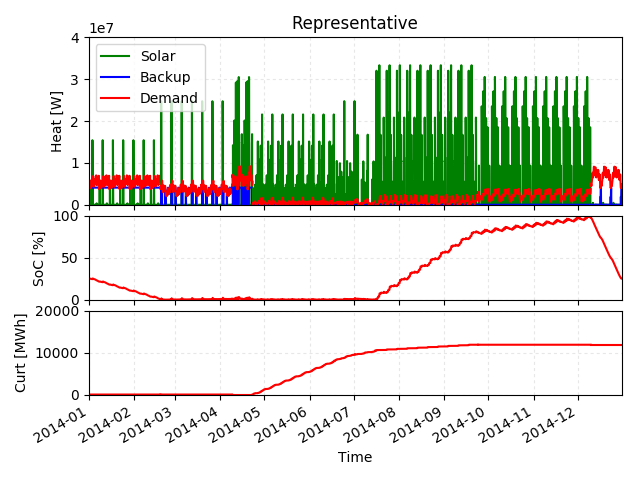 Representative
1e7
Heat [W]
4
3
2
1
0
Solar
Backup
Demand
SoC [%]
100
50
0
Curt [MWh]
20000
10000
0
2014-01
2014-02
2014-03
2014-04
2014-05
2014-06
2014-07
2014-08
2014-09
2014-10
2014-11
2014-12
Time